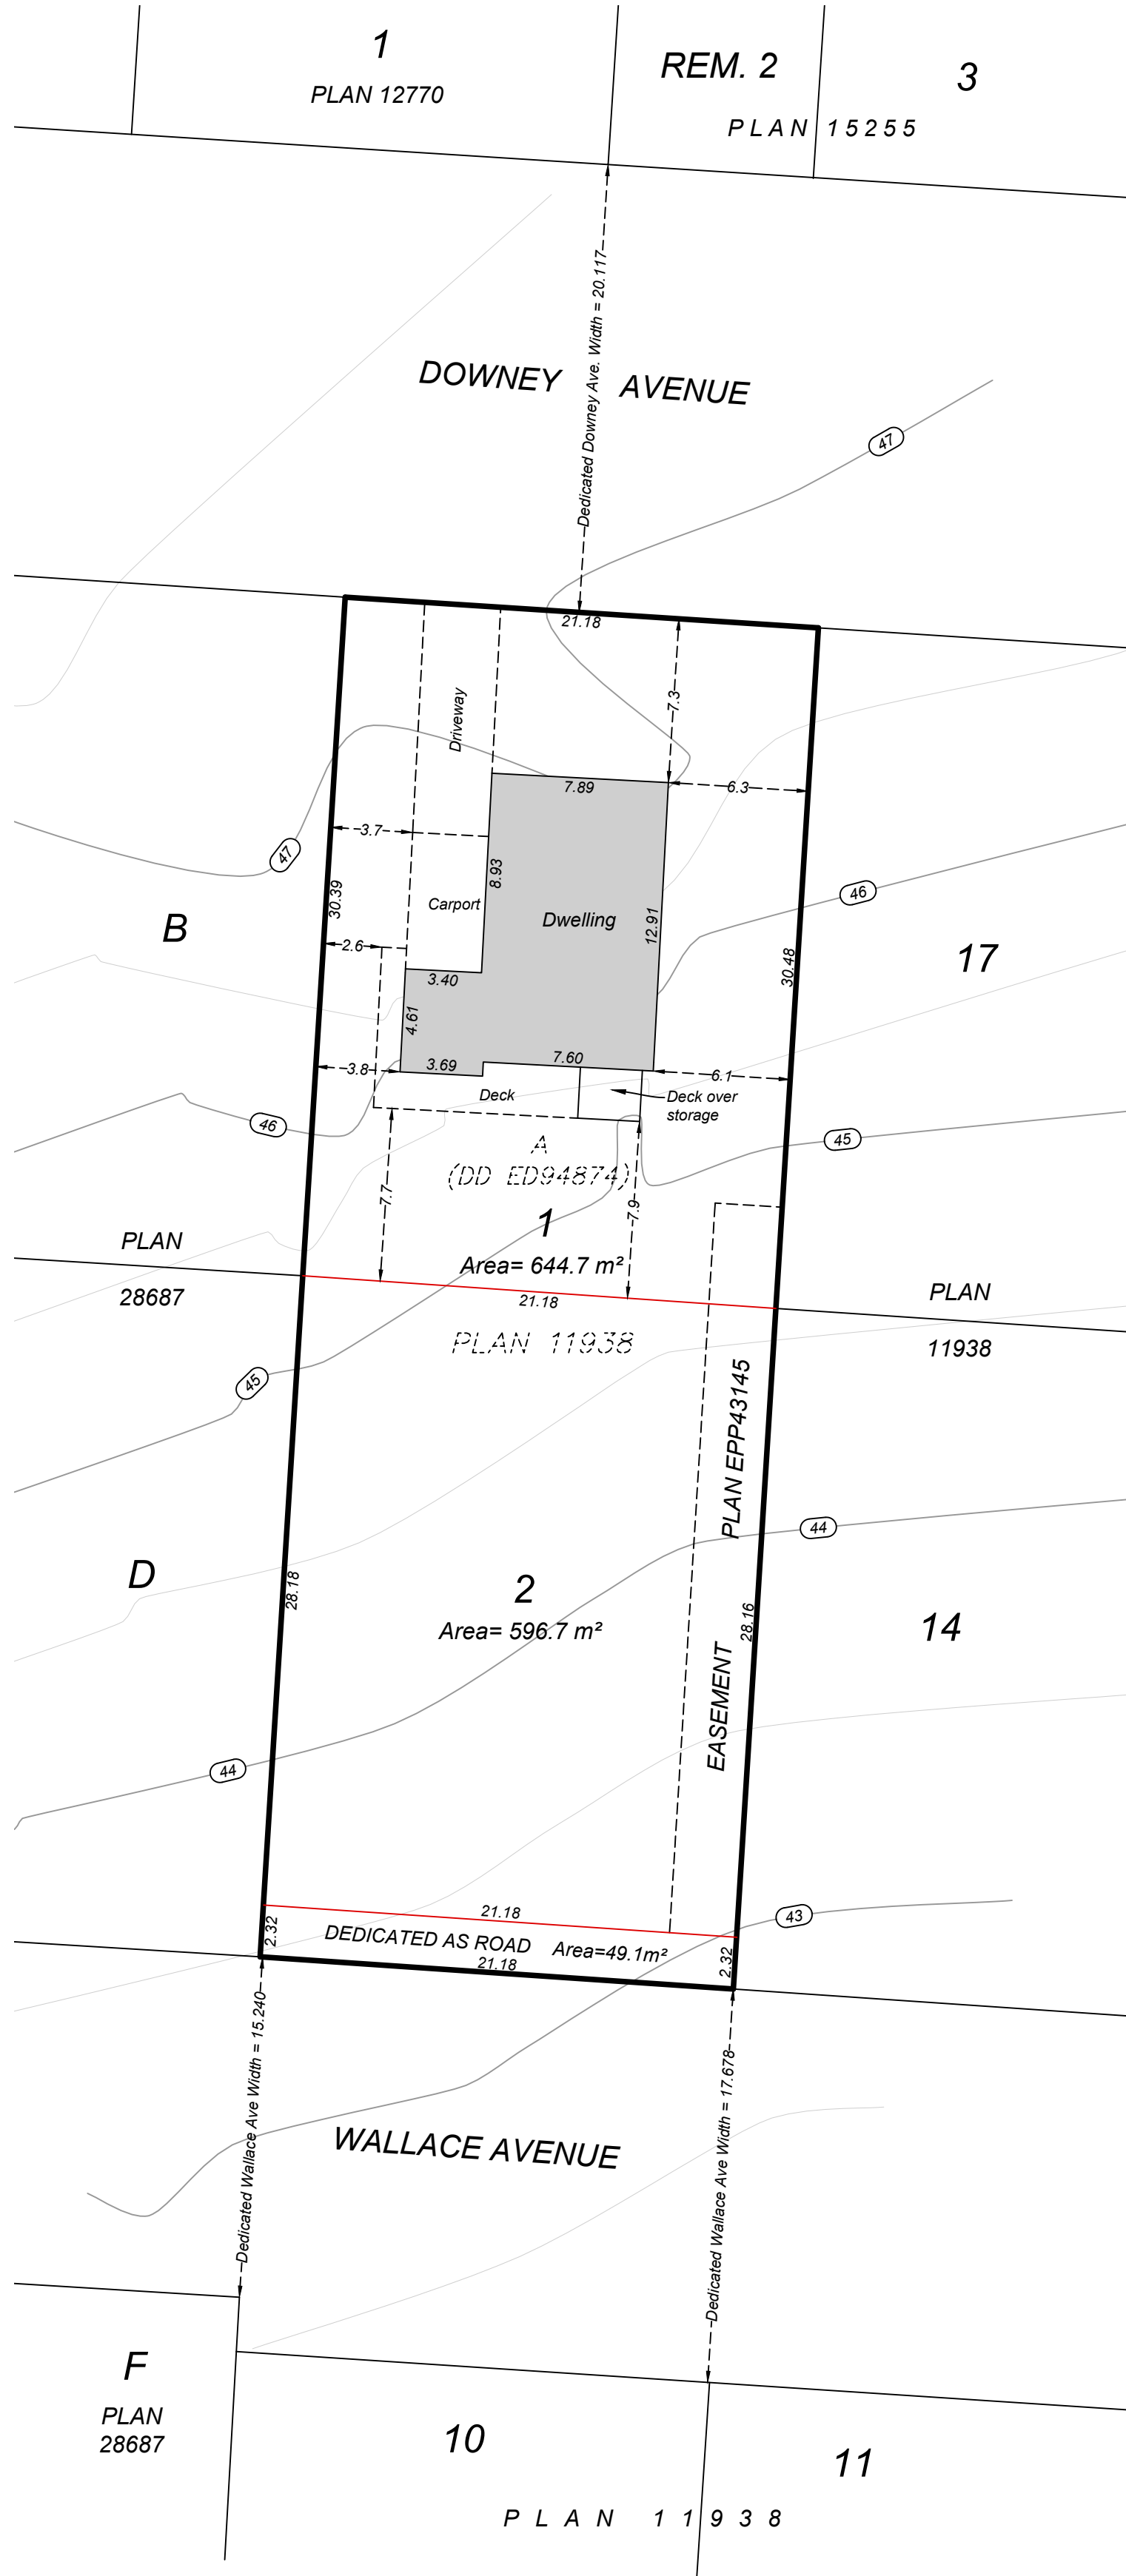 1
PLAN 12770
REM. 2
3
PLAN 15255
Dedicated Downey Ave. Width = 20.117
DOWNEY AVENUE
47
21.18
Driveway
7.3
7.89
6.3
3.7
47
8.93
30.39
46
Carport
Dwelling
12.91
B
2.6
17
30.48
3.40
4.61
3.69
7.60
3.8
6.1
Deck
Deck over
storage
46
45
A
(DD ED94874)
7.7
7.9
1
PLAN
Area= 644.7 m²
28687
21.18
PLAN
PLAN 11938
11938
45
PLAN EPP43145
44
D
28.18
2
28.16
14
Area= 596.7 m²
EASEMENT
44
21.18
43
2.32
DEDICATED AS ROAD Area=49.1m²
21.18
2.32
Dedicated Wallace Ave Width = 15.240
Dedicated Wallace Ave Width = 17.678
WALLACE AVENUE
F
PLAN
28687
10
11
PLAN 11938